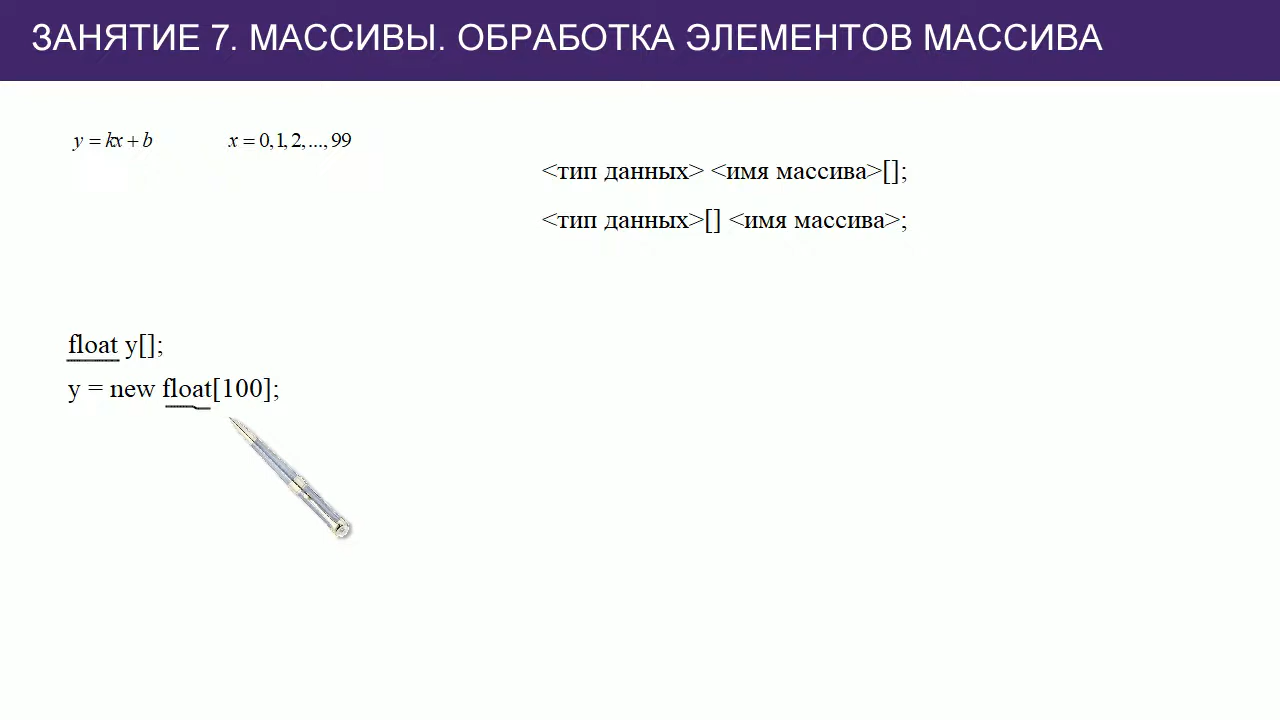 ЗАНЯТИЕ 7. МАССИВЫ. ОБРАБОТКА ЭЛЕМЕНТОВ МАССИВА
y = kx + b x = 0,1,2,...,99
<тип данных> <имя массива>[];
<тип данных>[] <имя массива>;
float y[];
y = new float[100];